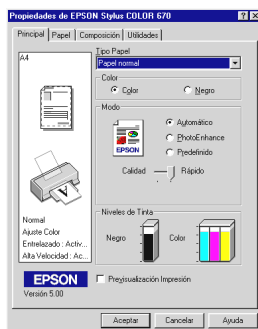 Propiedades de EPSON Stylus COLOR 670
Principal Papel Composición Utilidades
A4
Tipo Papel
Papel normal
Color
Color Negro
Modo
Automático
PhotoEnhance
Predefinido
EPSON
Calidad Rápido
Normal
Ajuste Color
Entrelazado : Activ...
Alta Velocidad : Ac...
Niveles de Tinta
Negro Color
EPSON
Versión 5.00
Previsualización Impresión
Aceptar Cancelar Ayuda